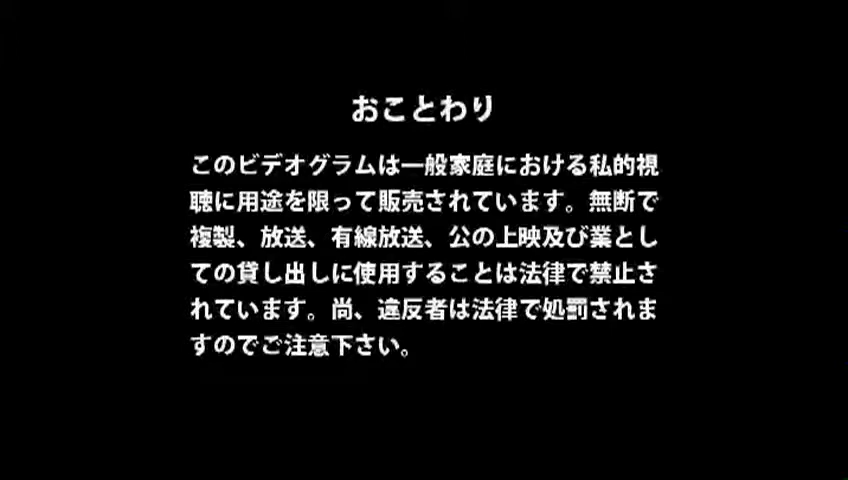 おことわり
このビデオグラムは一般家庭における私的視
聴に用途を限って販売されています。無断で
複製、放送、有線放送、公の上映及び業とし
ての貸し出しに使用することは法律で禁止さ
れています。尚、違反者は法律で処罰されま
すのでご注意下さい。